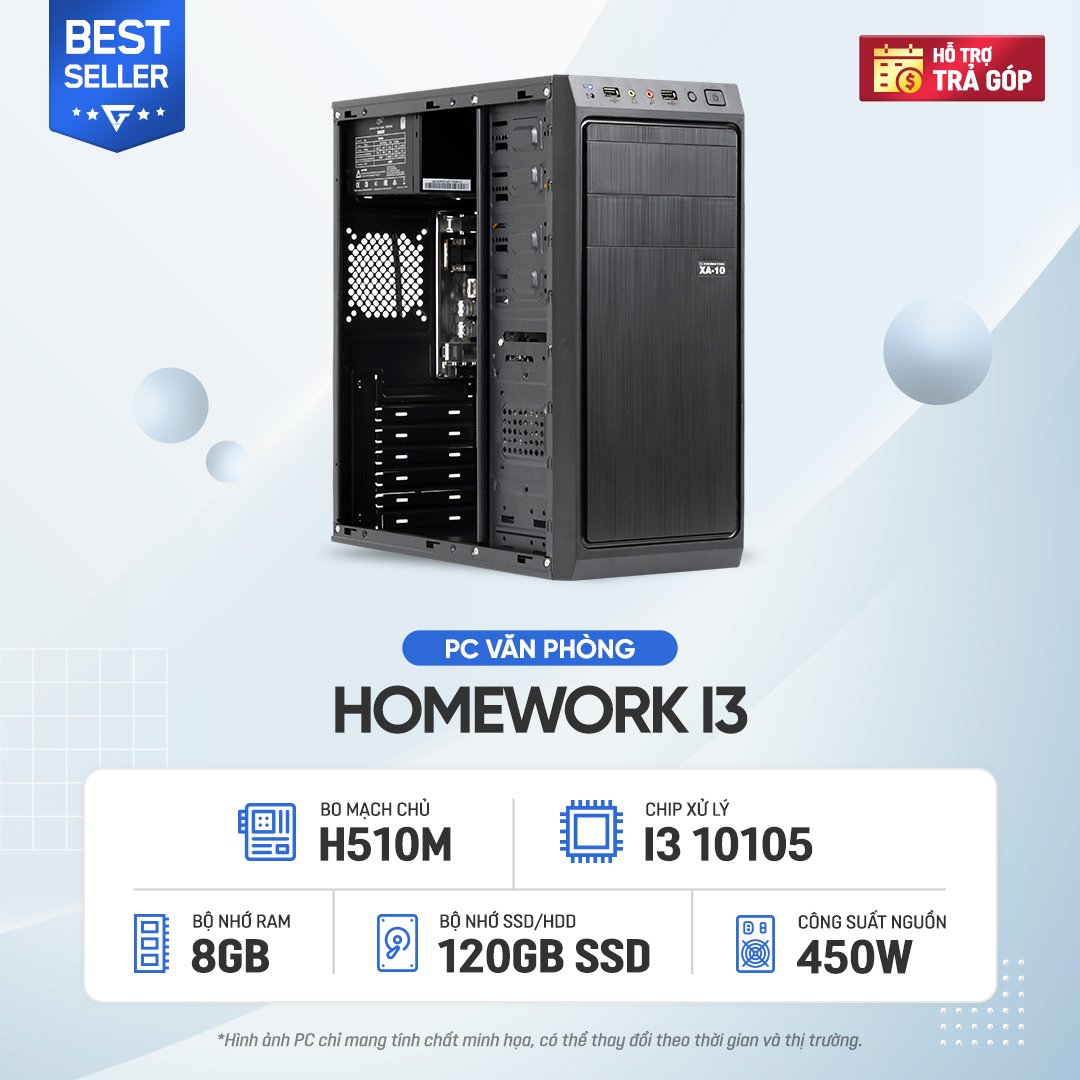 BEST
SELLER
HỖ TRỢ
TRẢ GÓP
XA-10
PC VĂN PHÒNG
HOMEWORK I3
BO MẠCH CHỦ
H510M
CHIP XỬ LÝ
I3 10105
BỘ NHỚ RAM
8GB
BỘ NHỚ SSD/HDD
120GB SSD
CÔNG SUẤT NGUỒN
450W
*Hình ảnh PC chỉ mang tính chất minh họa, có thể thay đổi theo thời gian và thị trường.